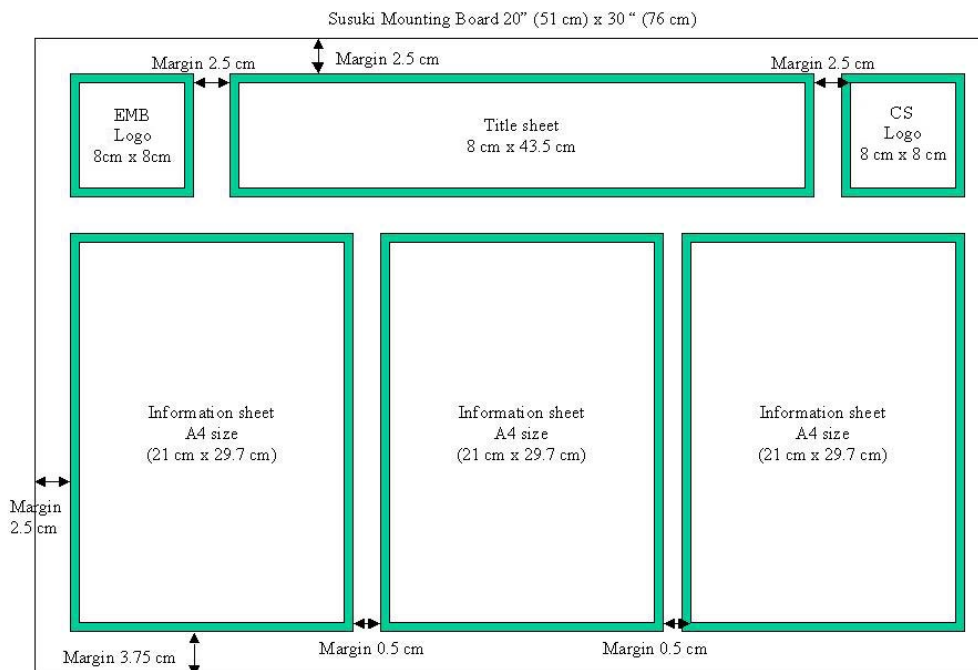 Susuki Mounting Board 20” (51 cm) x 30 “ (76 cm)
Margin 2.5 cm
Margin 2.5 cm
Margin 2.5 cm
EMB
Logo
8cm x 8cm
Title sheet
8 cm x 43.5 cm
CS
Logo
8 cm x 8 cm
Information sheet
A4 size
(21 cm x 29.7 cm)
Information sheet
A4 size
(21 cm x 29.7 cm)
Information sheet
A4 size
(21 cm x 29.7 cm)
Margin
2.5 cm
Margin 0.5 cm
Margin 0.5 cm
Margin 3.75 cm